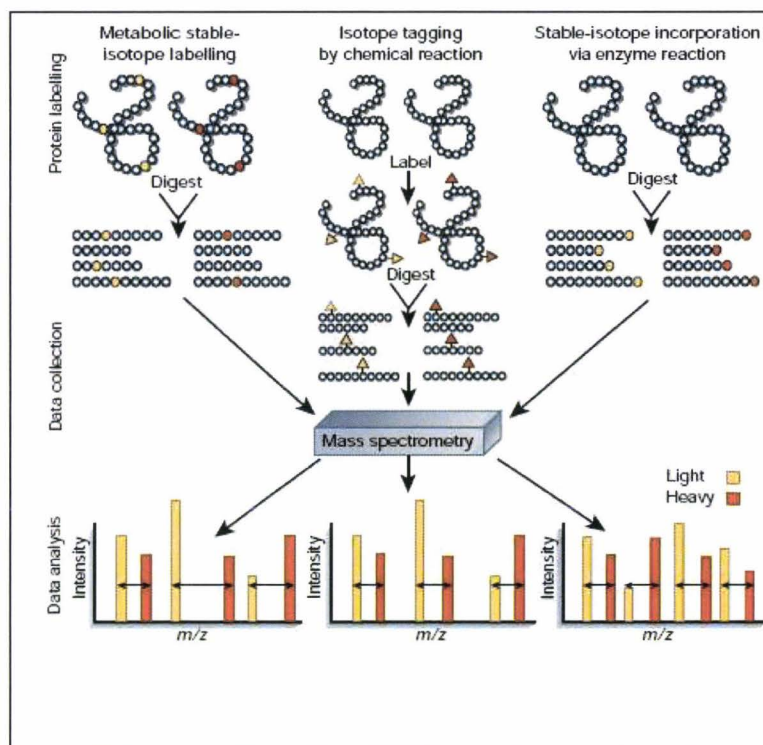 Metabolic stable-
isotope labelling
Isotope tagging
by chemical reaction
Stable-isotope incorporation
via enzyme reaction
Protein labelling
Digest
Label
Digest
Digest
Data collection
Mass spectrometry
Light
Heavy
Data analysis
Intensity
m/z
Intensity
m/z
Intensity
m/z